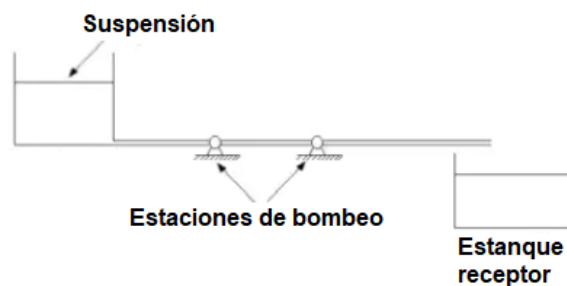 Suspensión
Estaciones de bombeo
Estanque
receptor